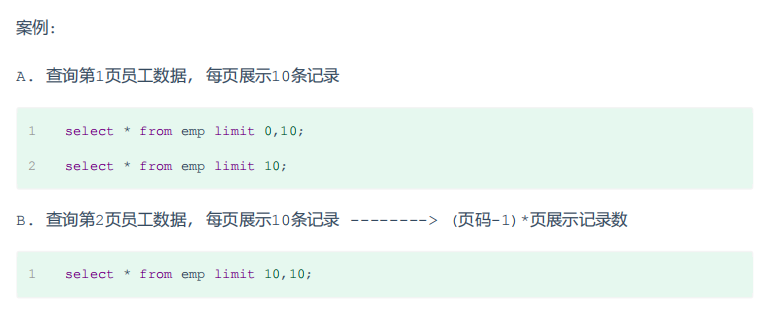 案例:
A. 查询第1页员工数据, 每页展示10条记录
1 select * from emp limit 0,10;
2 select * from emp limit 10;
B. 查询第2页员工数据, 每页展示10条记录 --------> (页码-1)*页展示记录数
1 select * from emp limit 10,10;